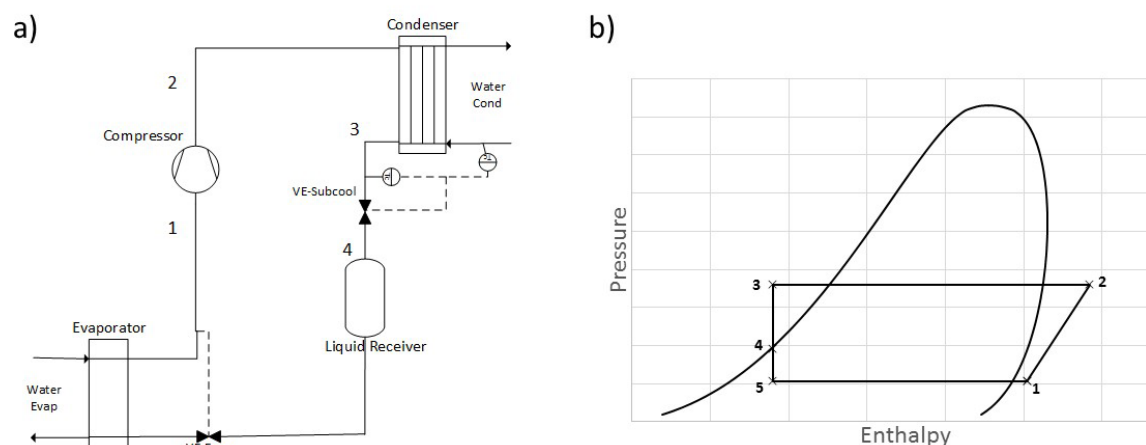 a)
Condenser
2
Water
Cond
3
Compressor
VE-Subcool
1
4
Evaporator
Liquid Receiver
Water
Evap
b)
Pressure
3
2
4
5
1
Enthalpy